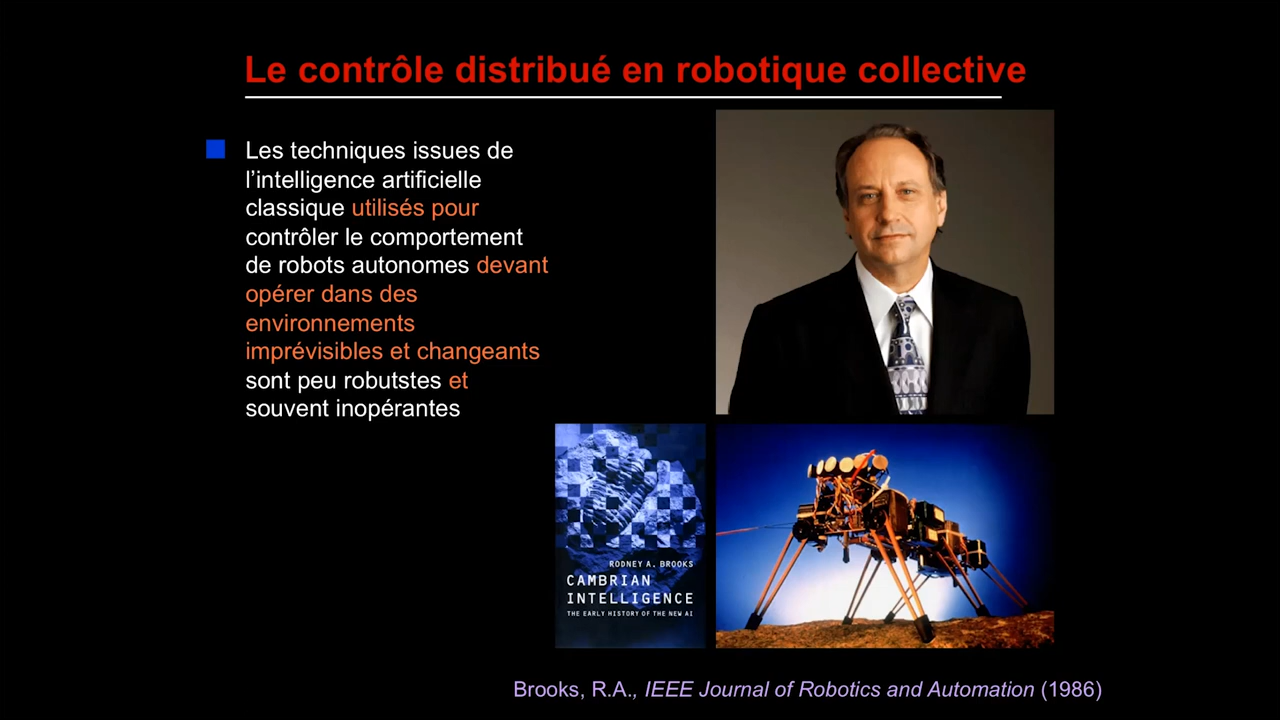 Le contrôle distribué en robotique collective
Les techniques issues de
l’intelligence artificielle
classique utilisés pour
contrôler le comportement
de robots autonomes devant
opérer dans des
environnements
imprévisibles et changeants
sont peu robutstes et
souvent inopérantes
RODNEY A. BROOKS
CAMBRIAN
INTELLIGENCE
THE EARLY HISTORY OF THE NEW AI
Brooks, R.A., IEEE Journal of Robotics and Automation (1986)